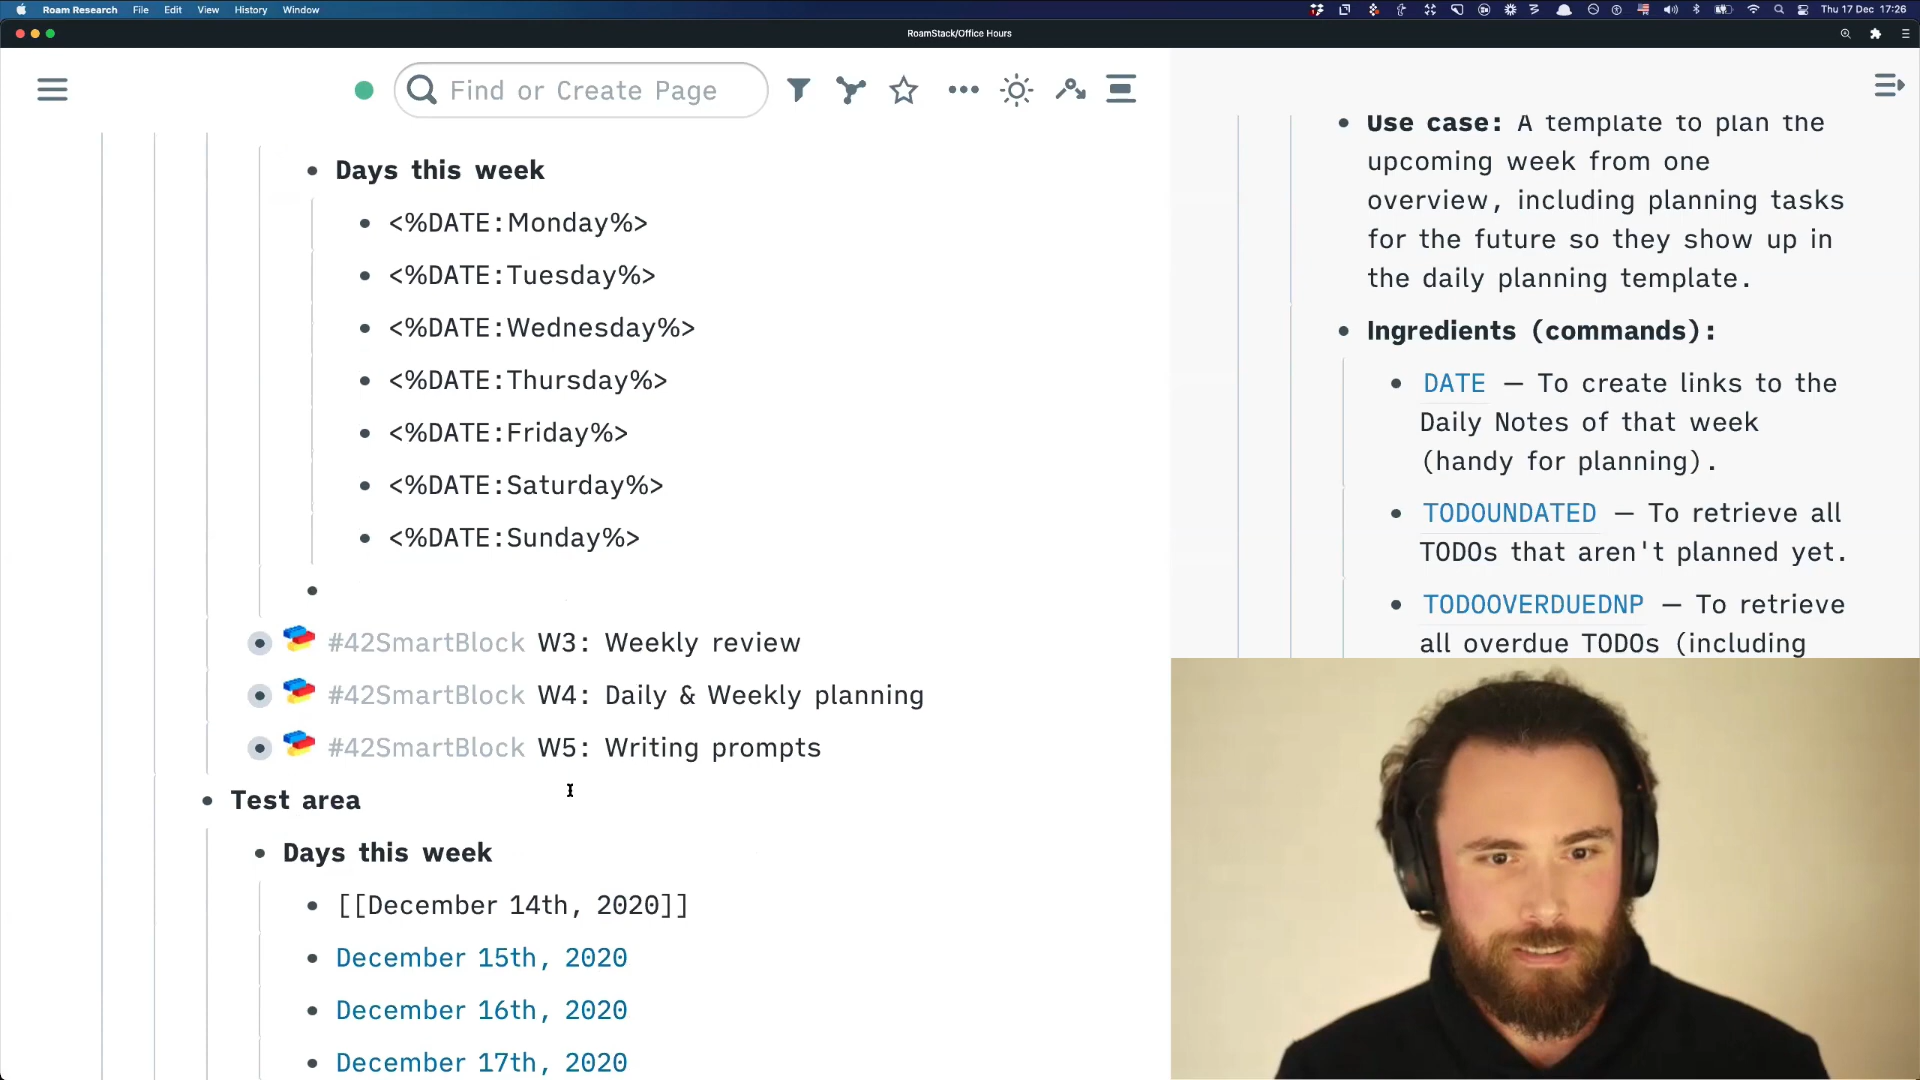 Roam Research File Edit View History Window
Thu 17 Dec 17:26
RoamStack/Office Hours
Find or Create Page
Days this week
<%DATE:Monday%>
<%DATE:Tuesday%>
<%DATE:Wednesday%>
<%DATE:Thursday%>
<%DATE:Friday%>
<%DATE:Saturday%>
<%DATE:Sunday%>
#42SmartBlock W3: Weekly review
#42SmartBlock W4: Daily & Weekly planning
#42SmartBlock W5: Writing prompts
Test area
Days this week
[[December 14th, 2020]]
December 15th, 2020
December 16th, 2020
December 17th, 2020
Use case: A template to plan the
upcoming week from one
overview, including planning tasks
for the future so they show up in
the daily planning template.
Ingredients (commands):
DATE — To create links to the
Daily Notes of that week
(handy for planning).
TODOUNDATED — To retrieve all
TODOs that aren't planned yet.
TODOOVERDUEDNP — To retrieve
all overdue TODOs (including